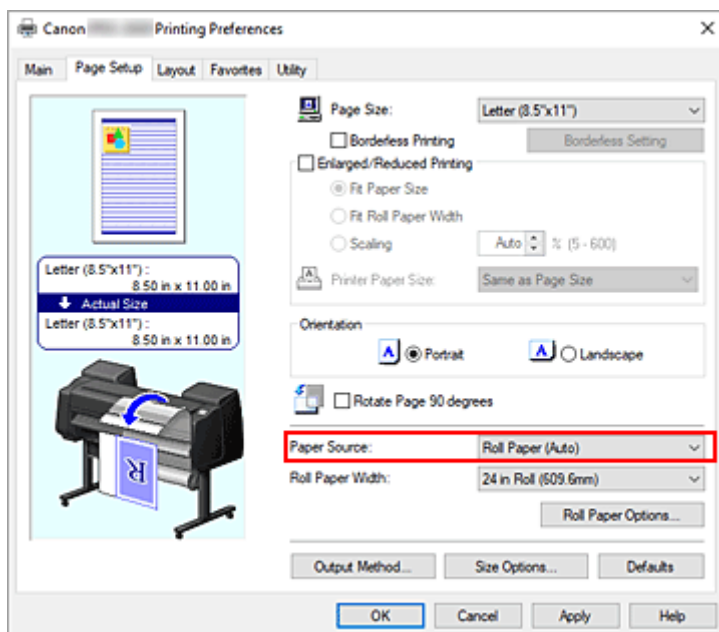 Canon Printing Preferences
Main Page Setup Layout Favorites Utility
Page Size: Letter (8.5"x11")
Borderless Printing Borderless Setting
Enlarged/Reduced Printing
Fit Paper Size
Fit Roll Paper Width
Scaling Auto % (5 - 600)
Printer Paper Size: Same as Page Size
Letter (8.5"x11") :
8.50 in x 11.00 in
Actual Size
Letter (8.5"x11") :
8.50 in x 11.00 in
Orientation
A Portrait A Landscape
Rotate Page 90 degrees
Paper Source: Roll Paper (Auto)
Roll Paper Width: 24 in Roll (609.6mm)
R
Roll Paper Options...
Output Method... Size Options... Defaults
OK Cancel Apply Help